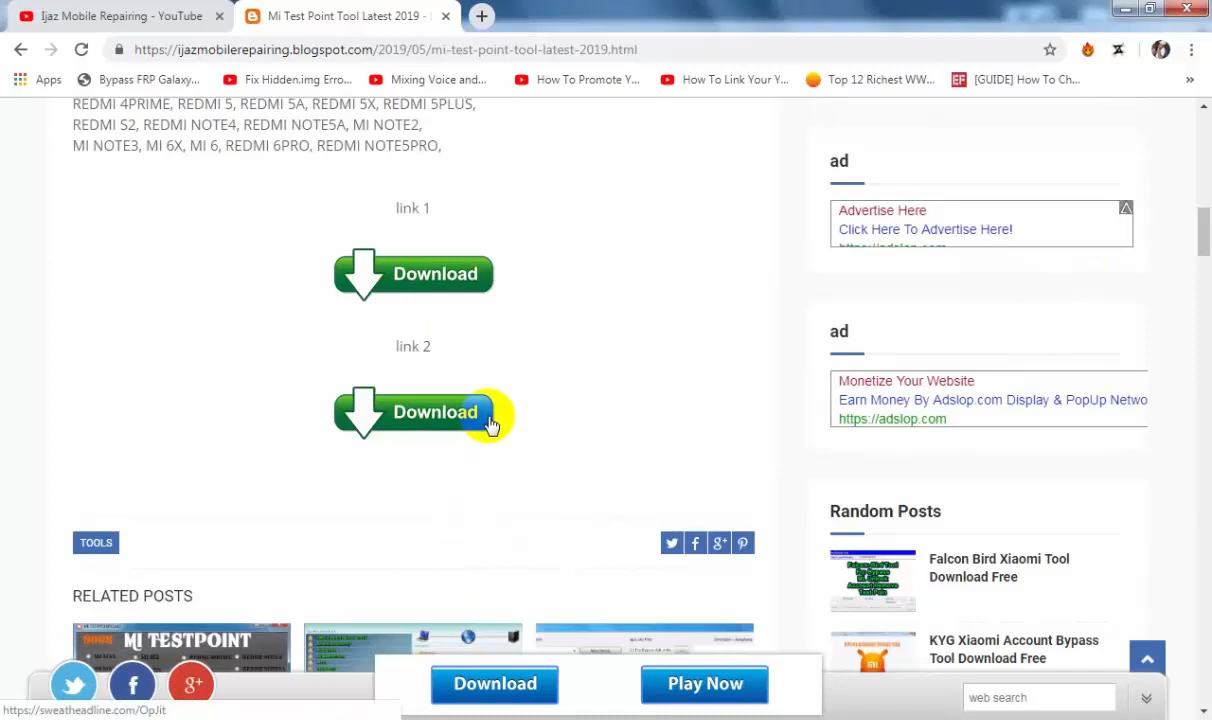 Ijaz Mobile Repairing - YouTube
Mi Test Point Tool Latest 2019 -
https://ijazmobilerepairing.blogspot.com/2019/05/mi-test-point-tool-latest-2019.html
Apps
Bypass FRP Galaxy...
Fix Hidden.img Erro...
Mixing Voice and...
How To Promote Y...
How To Link Your Y...
Top 12 Richest WW...
EF
[GUIDE] How To Ch...
REDMI 4PRIME, REDMI 5, REDMI 5A, REDMI 5X, REDMI 5PLUS,
REDMI S2, REDMI NOTE4, REDMI NOTE5A, MI NOTE2,
MI NOTE3, MI 6X, MI 6, REDMI 6PRO, REDMI NOTE5PRO,
link 1
Download
link 2
Download
TOOLS
RELATED POSTS
MI TESTPOINT
ad
Advertise Here
Click Here To Advertise Here!
https://adslop.com
ad
Monetize Your Website
Earn Money By Adslop.com Display & PopUp Netwo
https://adslop.com
Random Posts
Falcon Bird Xiaomi Tool
Download Free
KYG Xiaomi Account Bypass
Tool Download Free
Download
Play Now
web search
https://sweatheadline.com/OpJit